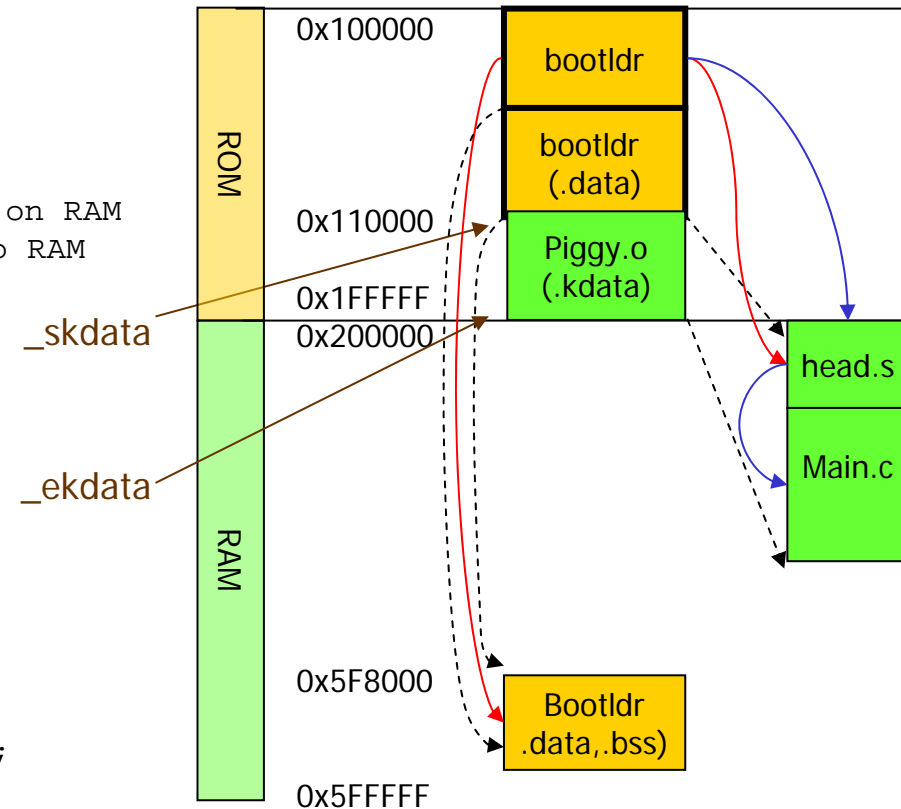 0x100000
bootldr
ROM
bootldr
(.data)
on RAM
0x110000
o RAM
Piggy.o
(.kdata)
0x1FFFFF
_skdata
0x200000
head.s
Main.c
_ekdata
RAM
0x5F8000
Bootldr
.data,.bss)
;
0x5FFFFF